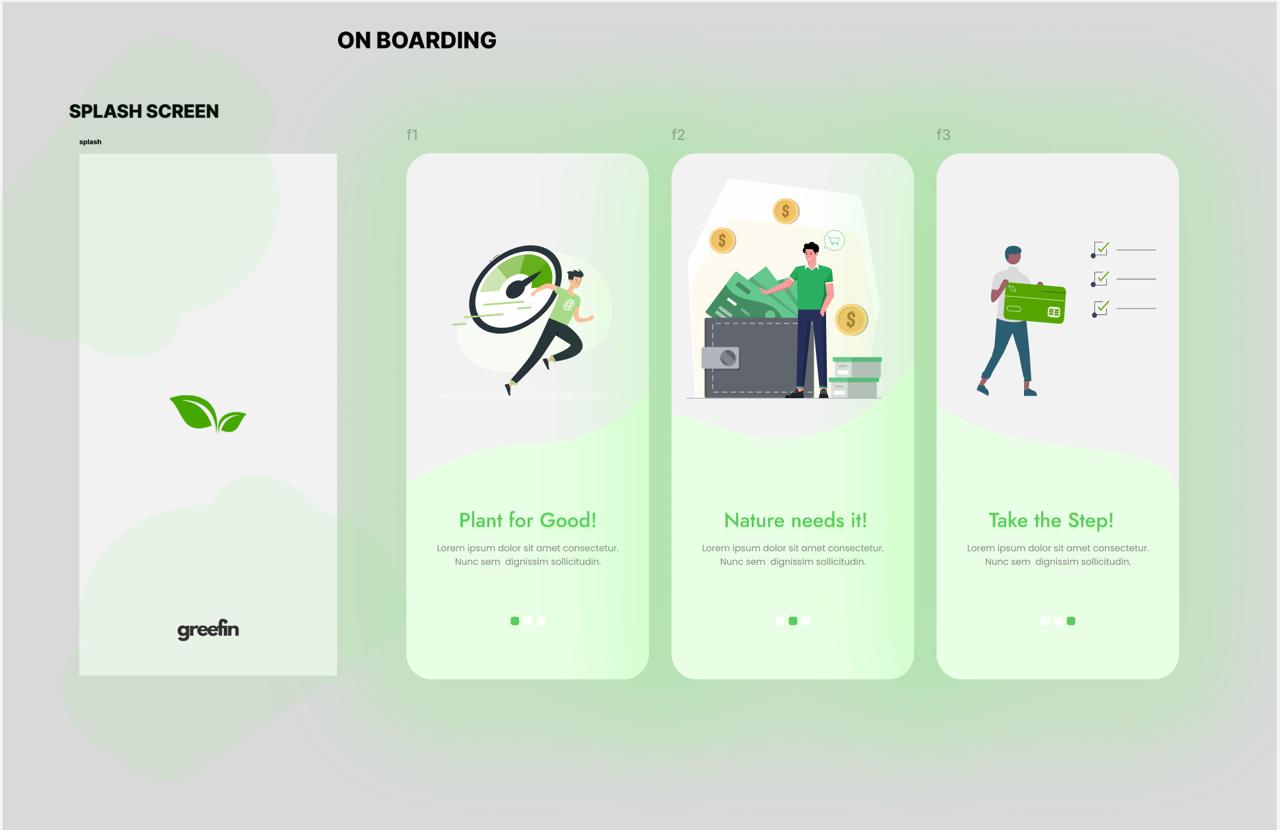 ON BOARDING
SPLASH SCREEN
splash
greefin
f1
@
Plant for Good!
Lorem ipsum dolor sit amet consectetur.
Nunc sem  dignissim sollicitudin.
f2
$
$
$
Nature needs it!
Lorem ipsum dolor sit amet consectetur.
Nunc sem  dignissim sollicitudin.
f3
Take the Step!
Lorem ipsum dolor sit amet consectetur.
Nunc sem  dignissim sollicitudin.